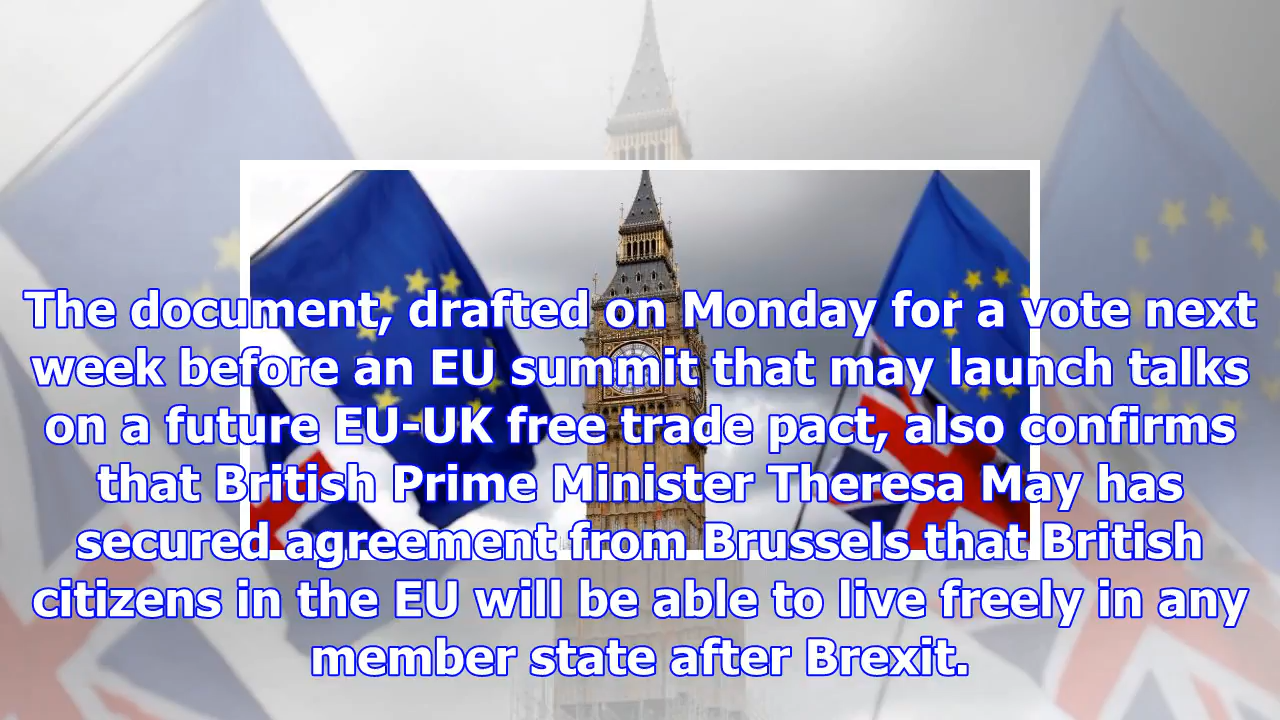 The document, drafted on Monday for a vote next
week before an EU summit that may launch talks
on a future EU-UK free trade pact, also confirms
that British Prime Minister Theresa May has
secured agreement from Brussels that British
citizens in the EU will be able to live freely in any
member state after Brexit.